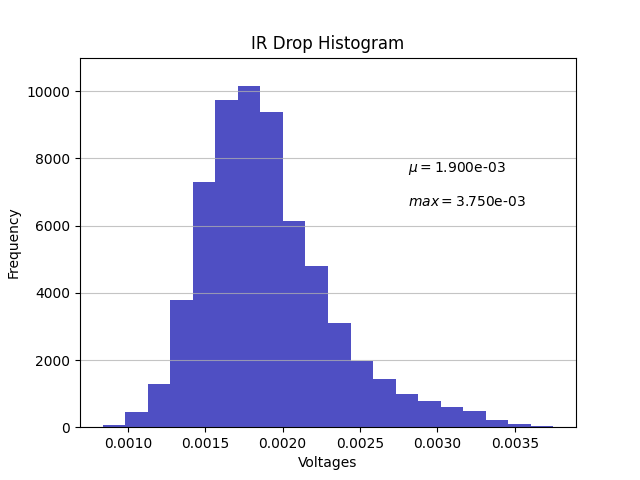 IR Drop Histogram
10000
8000
6000
4000
2000
0
Frequency
μ = 1.900e-03
max = 3.750e-03
0.0010 0.0015 0.0020 0.0025 0.0030 0.0035
Voltages